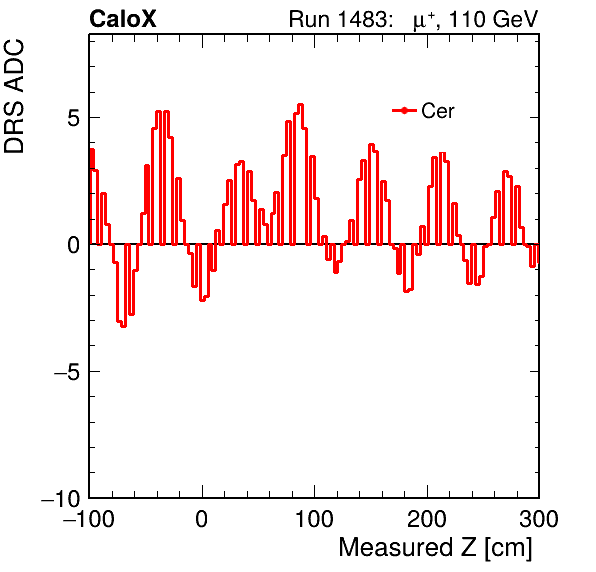 CaloX Run 1483: μ⁺, 110 GeV
DRS ADC
Cer
5
0
−5
−10
−100 0 100 200 300
Measured Z [cm]